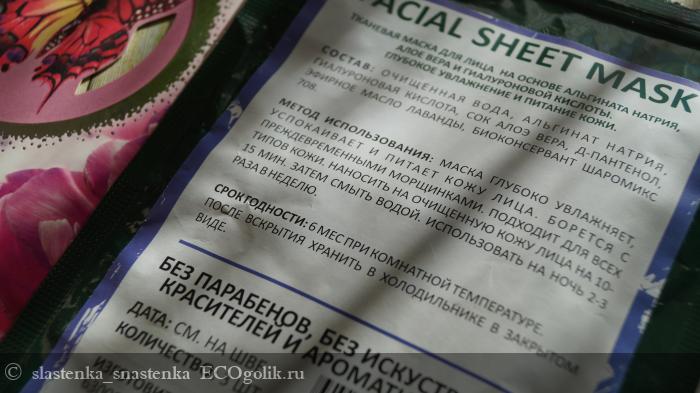 FACIAL SHEET MASK
ТКАНЕВАЯ МАСКА ДЛЯ ЛИЦА НА ОСНОВЕ АЛЬГИНАТА НАТРИЯ,
АЛОЕ ВЕРА И ГИАЛУРОНОВОЙ КИСЛОТЫ.
ГЛУБОКОЕ УВЛАЖНЕНИЕ И ПИТАНИЕ КОЖИ.
СОСТАВ: ОЧИЩЕННАЯ ВОДА, АЛЬГИНАТ НАТРИЯ,
ГИАЛУРОНОВАЯ КИСЛОТА, СОК АЛОЭ ВЕРА, Д-ПАНТЕНОЛ,
ЭФИРНОЕ МАСЛО ЛАВАНДЫ, БИОКОНСЕРВАНТ ШАРОМИКС
708.
МЕТОД ИСПОЛЬЗОВАНИЯ: МАСКА ГЛУБОКО УВЛАЖНЯЕТ,
УСПОКАИВАЕТ И ПИТАЕТ КОЖУ ЛИЦА. БОРЕТСЯ С
ПРЕЖДЕВРЕМЕННЫМИ МОРЩИНКАМИ. ПОДХОДИТ ДЛЯ ВСЕХ
ТИПОВ КОЖИ. НАНОСИТЬ НА ОЧИЩЕННУЮ КОЖУ ЛИЦА НА 10-
15 МИН. ЗАТЕМ СМЫТЬ ВОДОЙ. ИСПОЛЬЗОВАТЬ НА НОЧЬ 2-3
РАЗА В НЕДЕЛЮ.
СРОК ГОДНОСТИ: 6 МЕС ПРИ КОМНАТНОЙ ТЕМПЕРАТУРЕ.
ПОСЛЕ ВСКРЫТИЯ ХРАНИТЬ В ХОЛОДИЛЬНИКЕ В ЗАКРЫТОМ
ВИДЕ.
БЕЗ ПАРАБЕНОВ, БЕЗ ИСКУСТВ
КРАСИТЕЛЕЙ И АРОМАТИ
ДАТА: СМ. НА ШВЕ
КОЛИЧЕСТВО:
ИЗГОТОВИ
© slastenka_snastenka ECOgolik.ru